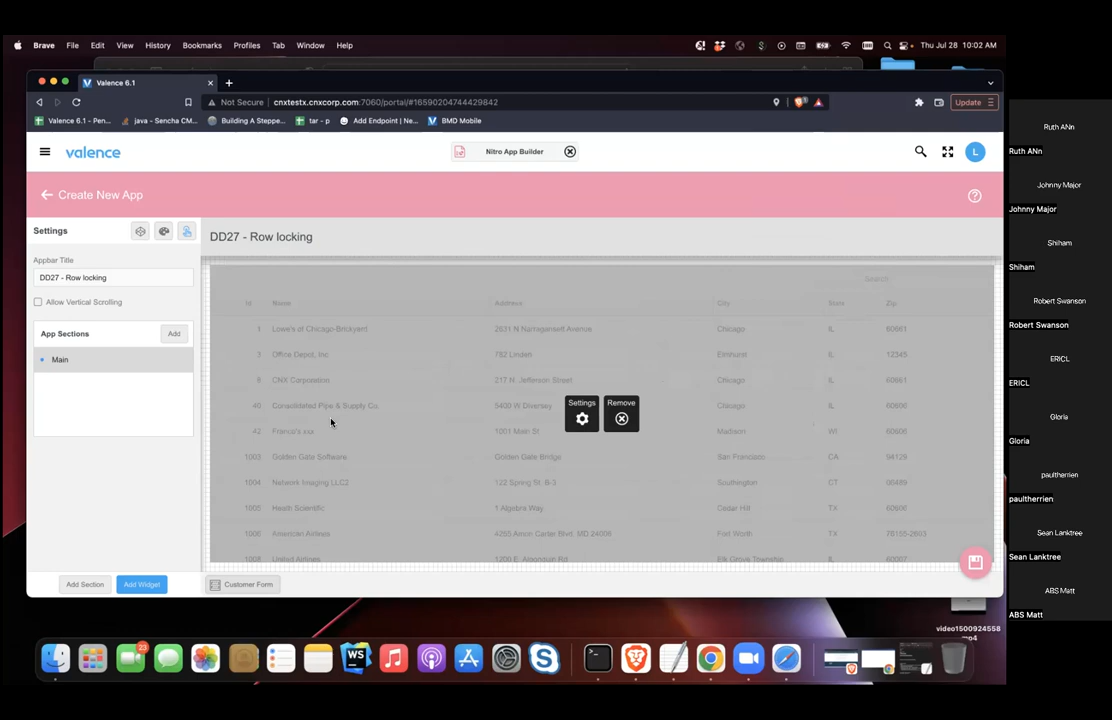 Brave File Edit View History Bookmarks Profiles Tab Window Help
Thu Jul 28 10:02 AM
Valence 6.1
Not Secure cnxtestx.cnxcorp.com:7060/portal/#16590204744429842
Update
Valence 6.1 - Pen...
java - Sencha CM...
Building A Steppe...
tar - p
Add Endpoint | Ne...
BMD Mobile
valence
Nitro App Builder
L
Create New App
Settings
DD27 - Row locking
Appbar Title
DD27 - Row locking
Allow Vertical Scrolling
App Sections Add
Main
Search
Id Name Address City State Zip
1 Lowe's of Chicago-Brickyard 2631 N Narragansett Avenue Chicago IL 60661
3 Office Depot, Inc 782 Linden Elmhurst IL 12345
8 CNX Corporation 217 N. Jefferson Street Chicago IL 60661
40 Consolidated Pipe & Supply Co. 5400 W Diversey Chicago IL 60606
42 Franca's xxx 1001 Main St Madison WI 60606
1003 Golden Gate Software Golden Gate Bridge San Francisco CA 94129
1004 Network Imaging LLC2 122 Spring St, B-3 Southington CT 06489
1005 Heath Scientific 1 Algebra Way Cedar Hill TX 60606
1006 American Airlines 4255 Amon Carter Blvd, MD 24006 Fort Worth TX 76155-2603
1008 United Airlines 1200 E. Algonquin Rd Elk Grove Township IL 60007
Settings Remove
Add Section Add Widget Customer Form
23
video1500924558
mp4
Ruth ANn
Ruth ANn
Johnny Major
Johnny Major
Shiham
Shiham
Robert Swanson
Robert Swanson
ERICL
ERICL
Gloria
Gloria
paultherrien
paultherrien
Sean Lanktree
Sean Lanktree
ABS Matt
ABS Matt